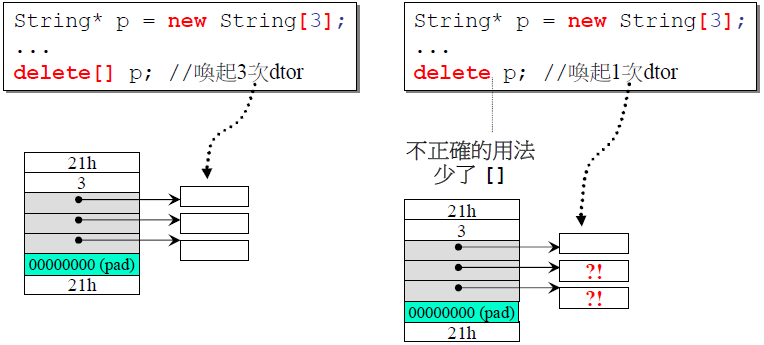 String* p = new String[3];
...
delete[] p; //喚起3次dtor
21h
3
00000000 (pad)
21h
String* p = new String[3];
...
delete p; //喚起1次dtor
不正確的用法
少了 []
21h
3
?!
?!
00000000 (pad)
21h